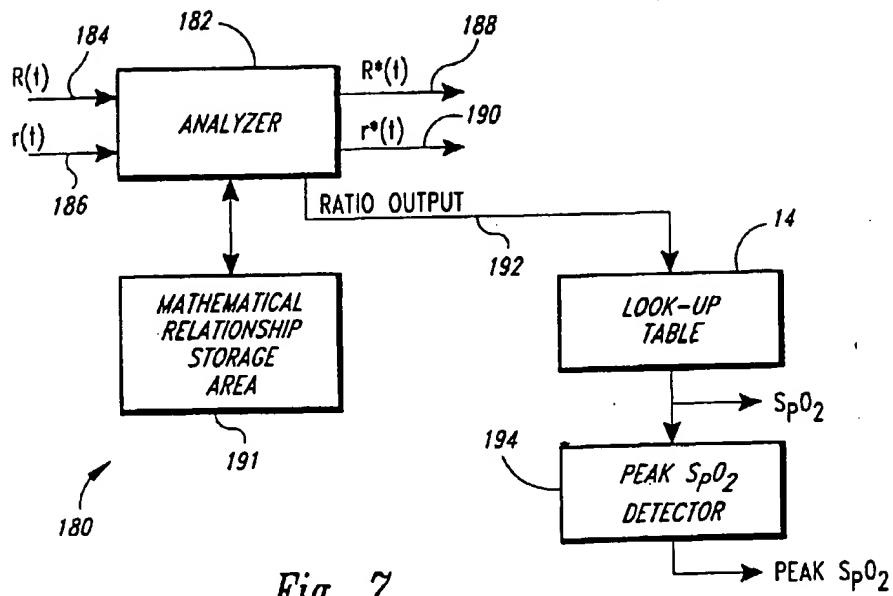 182
184
188
R(t)
R*(t)
ANALYZER
r(t)
r*(t)
190
186
RATIO OUTPUT
192
14
MATHEMATICAL
RELATIONSHIP
STORAGE
AREA
LOOK-UP
TABLE
SpO2
191
194
PEAK SpO2
DETECTOR
180
PEAK SpO2
Fig. 7